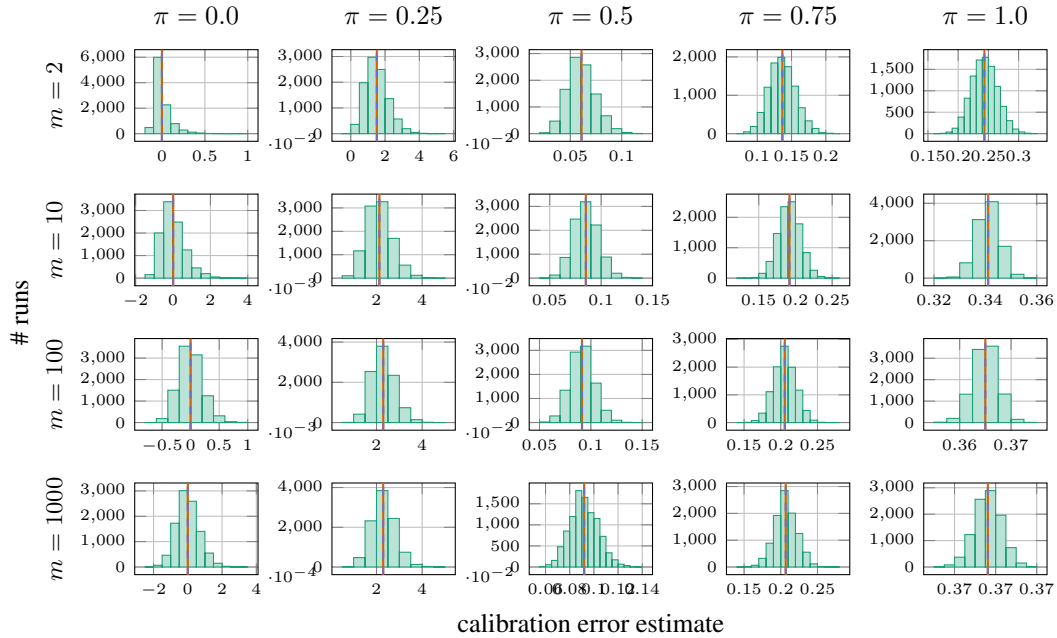 π = 0.0 π = 0.25 π = 0.5 π = 0.75 π = 1.0
m = 2
6,000 4,000 2,000 0
0 0.5 1
·10⁻²
3,000 2,000 1,000 0
0 2 4 6
·10⁻²
3,000 2,000 1,000 0
0.05 0.1
2,000 1,000 0
0.1 0.15 0.2
1,500 1,000 500 0
0.15 0.2 0.25 0.3
m = 10
3,000 2,000 1,000 0
−2 0 2 4
·10⁻³
3,000 2,000 1,000 0
2 4
·10⁻²
3,000 2,000 1,000 0
0.05 0.1 0.15
2,000 1,000 0
0.15 0.2 0.25
4,000 2,000 0
0.32 0.34 0.36
# runs
m = 100
3,000 2,000 1,000 0
−0.5 0 0.5 1
·10⁻³
4,000 2,000 0
2 4
·10⁻²
3,000 2,000 1,000 0
0.05 0.1 0.15
2,000 1,000 0
0.15 0.2 0.25
3,000 2,000 1,000 0
0.36 0.37
m = 1000
3,000 2,000 1,000 0
−2 0 2 4
·10⁻⁴
4,000 2,000 0
2 4
·10⁻²
1,500 1,000 500 0
0.06 0.08 0.1 0.12 0.14
3,000 2,000 1,000 0
0.15 0.2 0.25
3,000 2,000 1,000 0
0.37 0.37 0.37
calibration error estimate